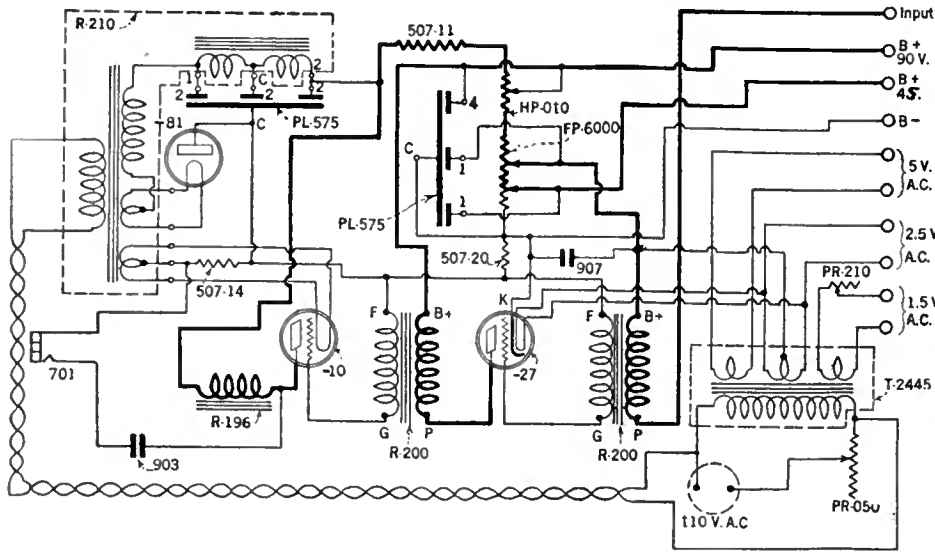 R-210
507-11
Input
B+
90 V.
B+
45.
B-
1
C
2
2
2
2
PL-575
81
C
4
HP-010
FP-6000
C
1
1
PL-575
5 V.
A.C.
2.5 V
A.C.
PR-210
1.5 V
A.C.
507-20
907
507-14
K
F
B+
F
B+
-10
-27
701
R-196
T-2445
G
P
G
P
903
R-200
R-200
110 V. A.C
PR-050